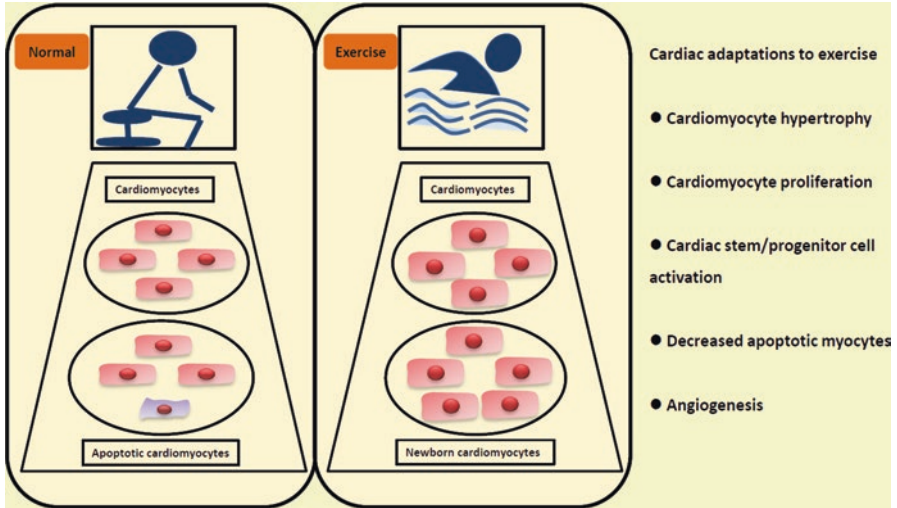 Normal
Cardiomyocytes
Apoptotic cardiomyocytes
Exercise
Cardiomyocytes
Newborn cardiomyocytes
Cardiac adaptations to exercise
● Cardiomyocyte hypertrophy
● Cardiomyocyte proliferation
● Cardiac stem/progenitor cell
activation
● Decreased apoptotic myocytes
● Angiogenesis